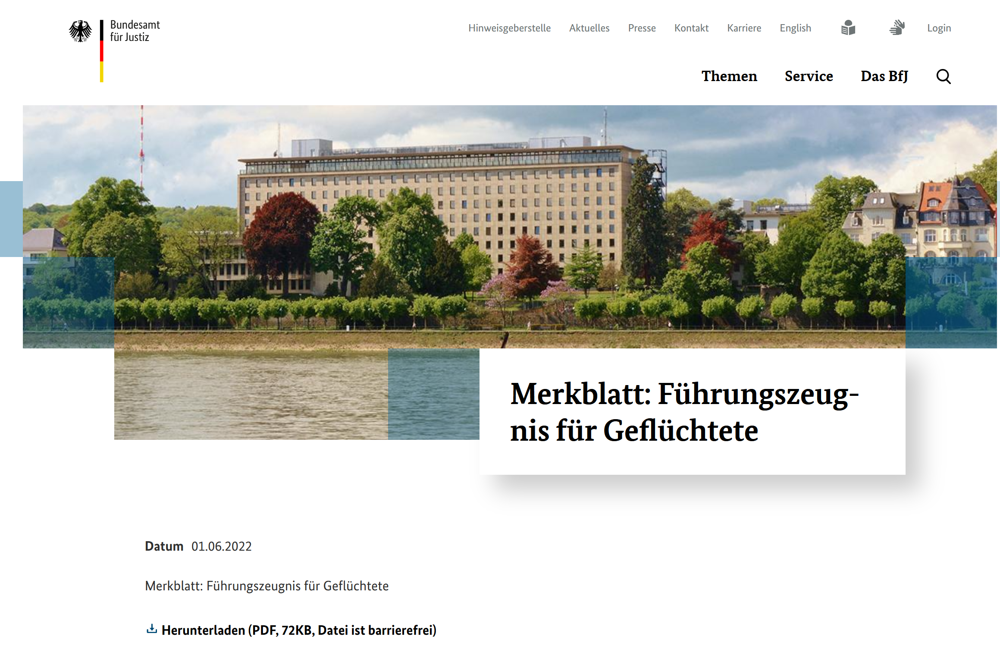 Bundesamt
für Justiz
Hinweisgeberstelle Aktuelles Presse Kontakt Karriere English Login
Themen Service Das BfJ
Merkblatt: Führungszeug-
nis für Geflüchtete
Datum 01.06.2022
Merkblatt: Führungszeugnis für Geflüchtete
Herunterladen (PDF, 72KB, Datei ist barrierefrei)